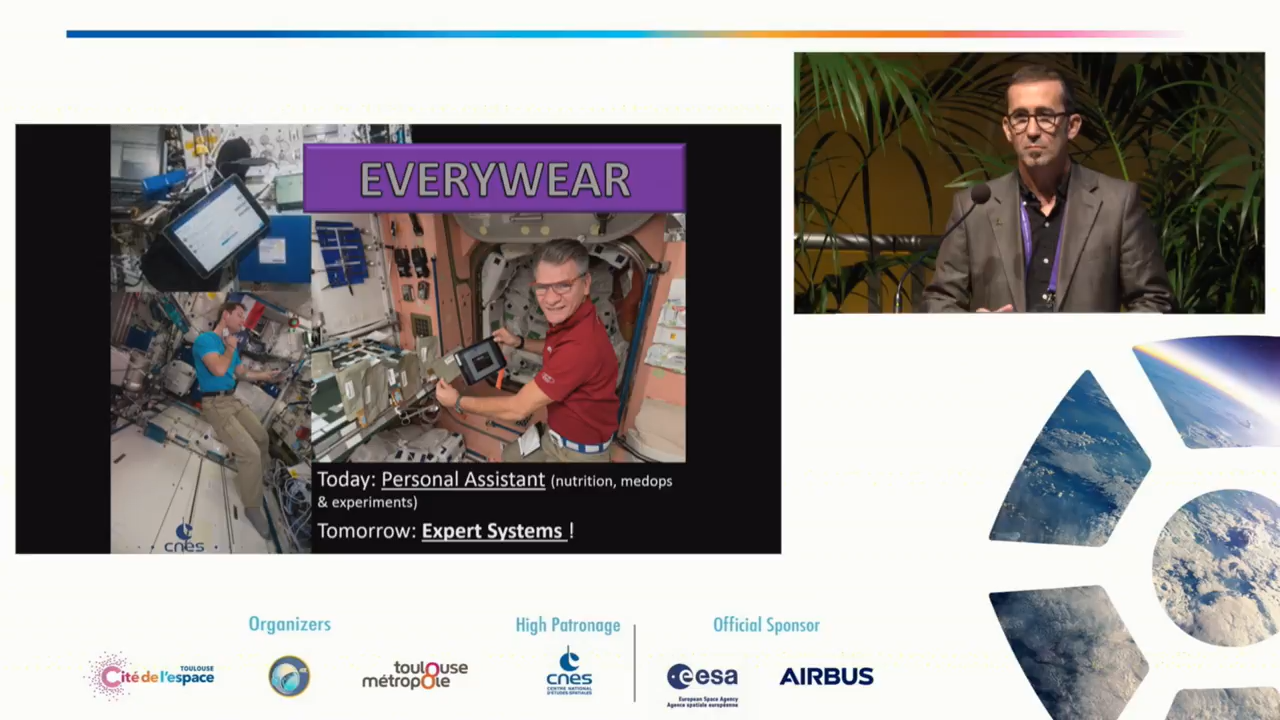 EVERYWEAR
Today: Personal Assistant (nutrition, medops
& experiments)
Tomorrow: Expert Systems !
cnes
Organizers
High Patronage
Official Sponsor
Cité de l'espace
TOULOUSE
toulouse
métropole
cnes
CENTRE NATIONAL
D'ÉTUDES SPATIALES
esa
European Space Agency
Agence spatiale européenne
AIRBUS